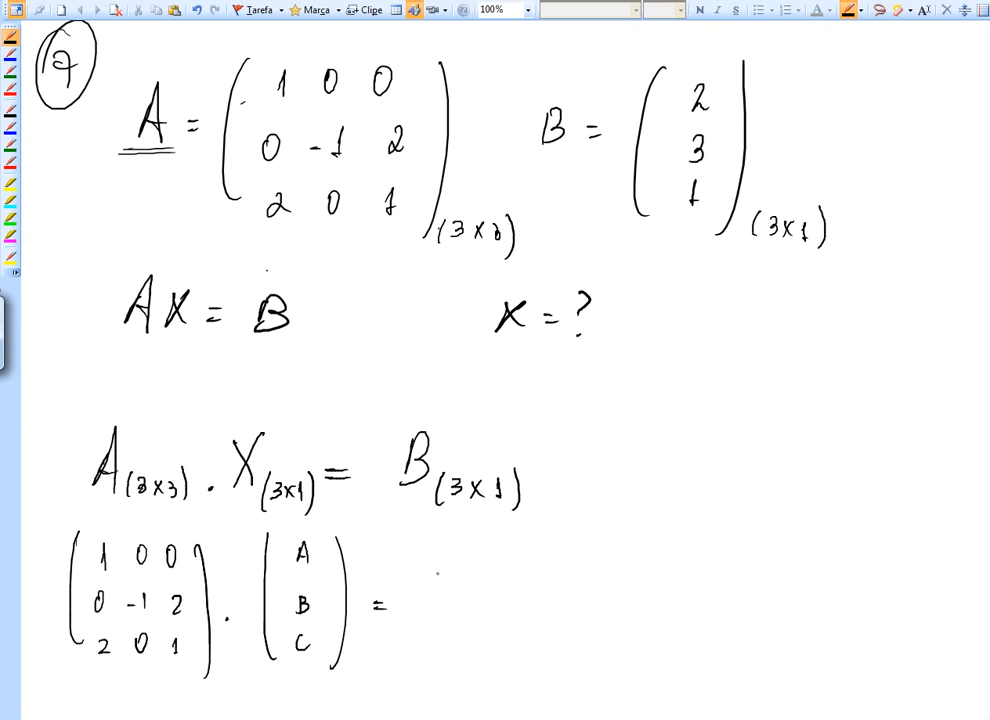 Tarefa Marca Clipe 100% N I S A
17
A = ( 1 0 0 B = ( 2
0 -1 2 3
2 0 1 )(3x3) 1 )(3x1)
AX = B X = ?
A(3x3) . X(3x1) = B(3x1)
( 1 0 0 ) ( A )
0 -1 2 . B =
2 0 1 C